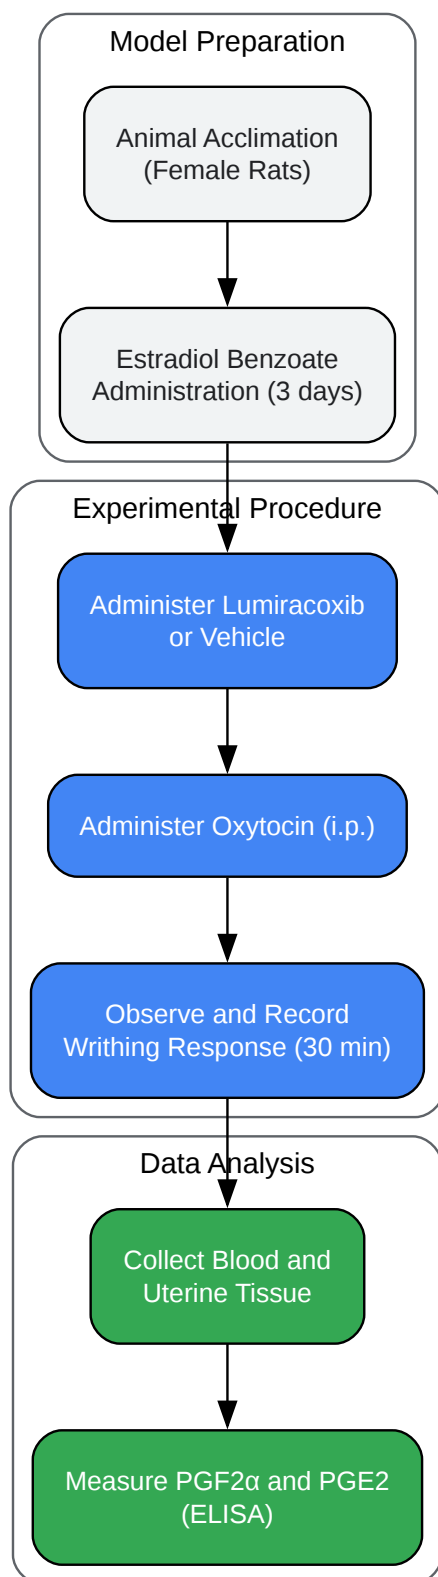 Model Preparation
Animal Acclimation
(Female Rats)
Estradiol Benzoate
Administration (3 days)
Experimental Procedure
Administer Lumiracoxib
or Vehicle
Administer Oxytocin (i.p.)
Observe and Record
Writhing Response (30 min)
Data Analysis
Collect Blood and
Uterine Tissue
Measure PGF2α and PGE2
(ELISA)